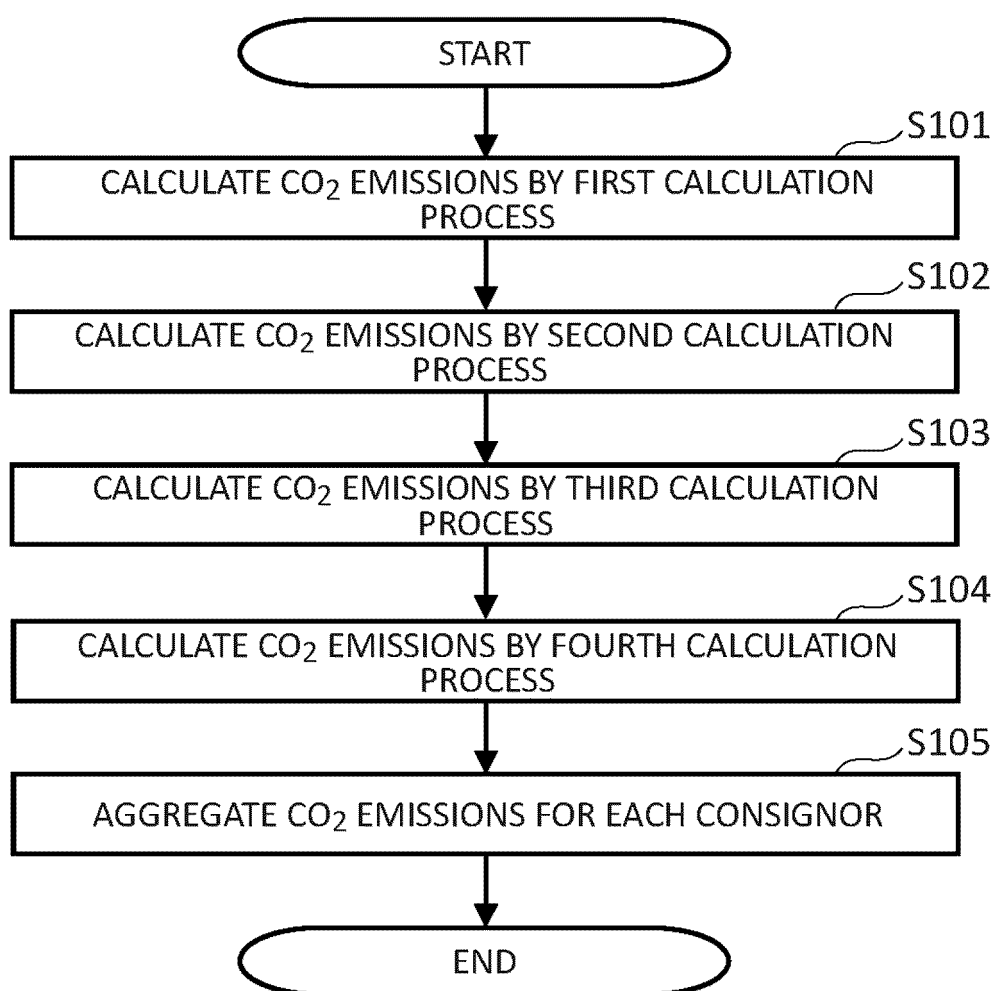 START
S101
CALCULATE CO₂ EMISSIONS BY FIRST CALCULATION
PROCESS
S102
CALCULATE CO₂ EMISSIONS BY SECOND CALCULATION
PROCESS
S103
CALCULATE CO₂ EMISSIONS BY THIRD CALCULATION
PROCESS
S104
CALCULATE CO₂ EMISSIONS BY FOURTH CALCULATION
PROCESS
S105
AGGREGATE CO₂ EMISSIONS FOR EACH CONSIGNOR
END